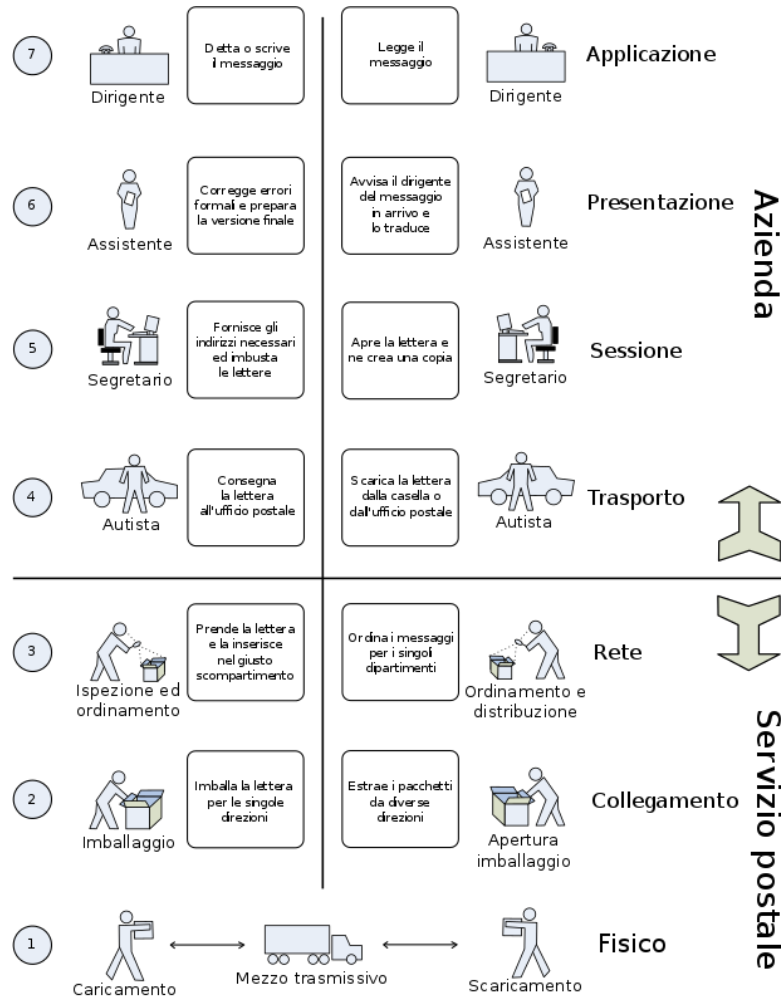 7
Dirigente
Detta o scrive
il messaggio
Legge il
messaggio
Dirigente
Applicazione
6
Assistente
Corregge errori
formali e prepara
la versione finale
Avvisa il dirigente
del messaggio
in arrivo e
lo traduce
Assistente
Presentazione
Azienda
5
Segretario
Fornisce gli
indirizzi necessari
ed imbusta
le lettere
Apre la lettera e
ne crea una copia
Segretario
Sessione
4
Autista
Consegna
la lettera
all'ufficio postale
Scarica la lettera
dalla casella o
dall'ufficio postale
Autista
Trasporto
3
Ispezione ed
ordinamento
Prende la lettera
e la inserisce
nel giusto
scompartimento
Ordina i messaggi
per i singoli
dipartimenti
Ordinamento e
distribuzione
Rete
Servizio postale
2
Imballaggio
Imballa la lettera
per le singole
direzioni
Estrae i pacchetti
da diverse
direzioni
Apertura
imballaggio
Collegamento
1
Caricamento
Mezzo trasmissivo
Scaricamento
Fisico